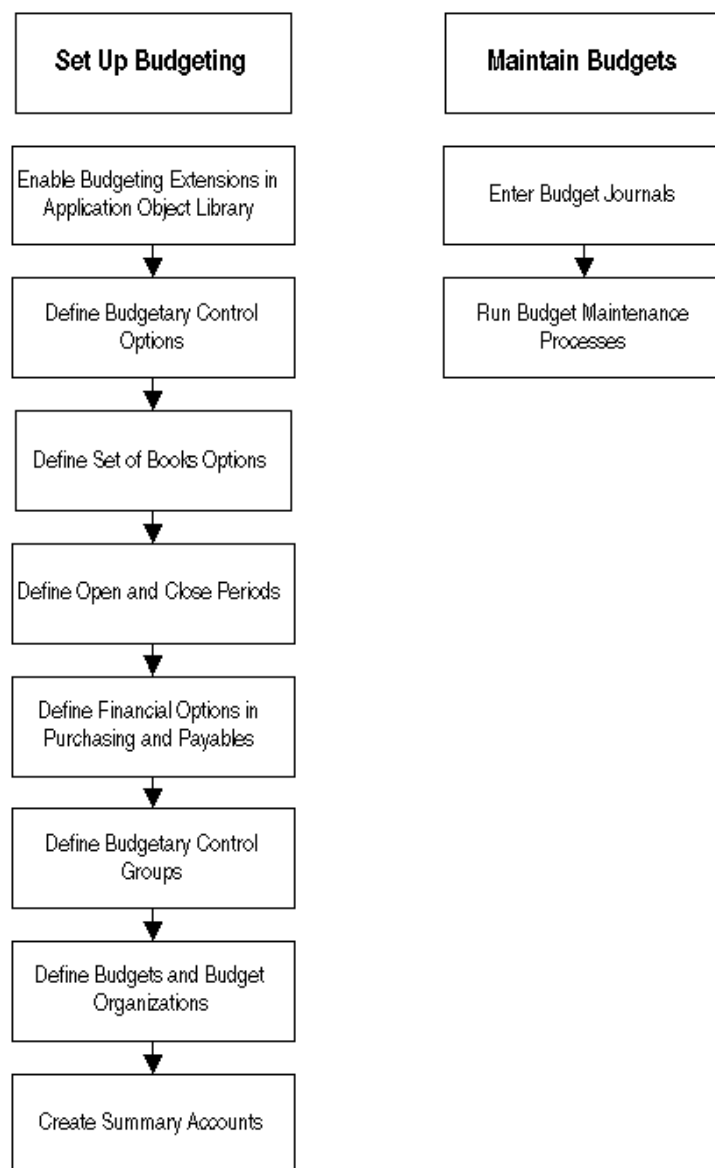 Set Up Budgeting
Enable Budgeting Extensions in
Application Object Library
Define Budgetary Control
Options
Define Set of Books Options
Define Open and Close Periods
Define Financial Options in
Purchasing and Payables
Define Budgetary Control
Groups
Define Budgets and Budget
Organizations
Create Summary Accounts
Maintain Budgets
Enter Budget Journals
Run Budget Maintenance
Processes